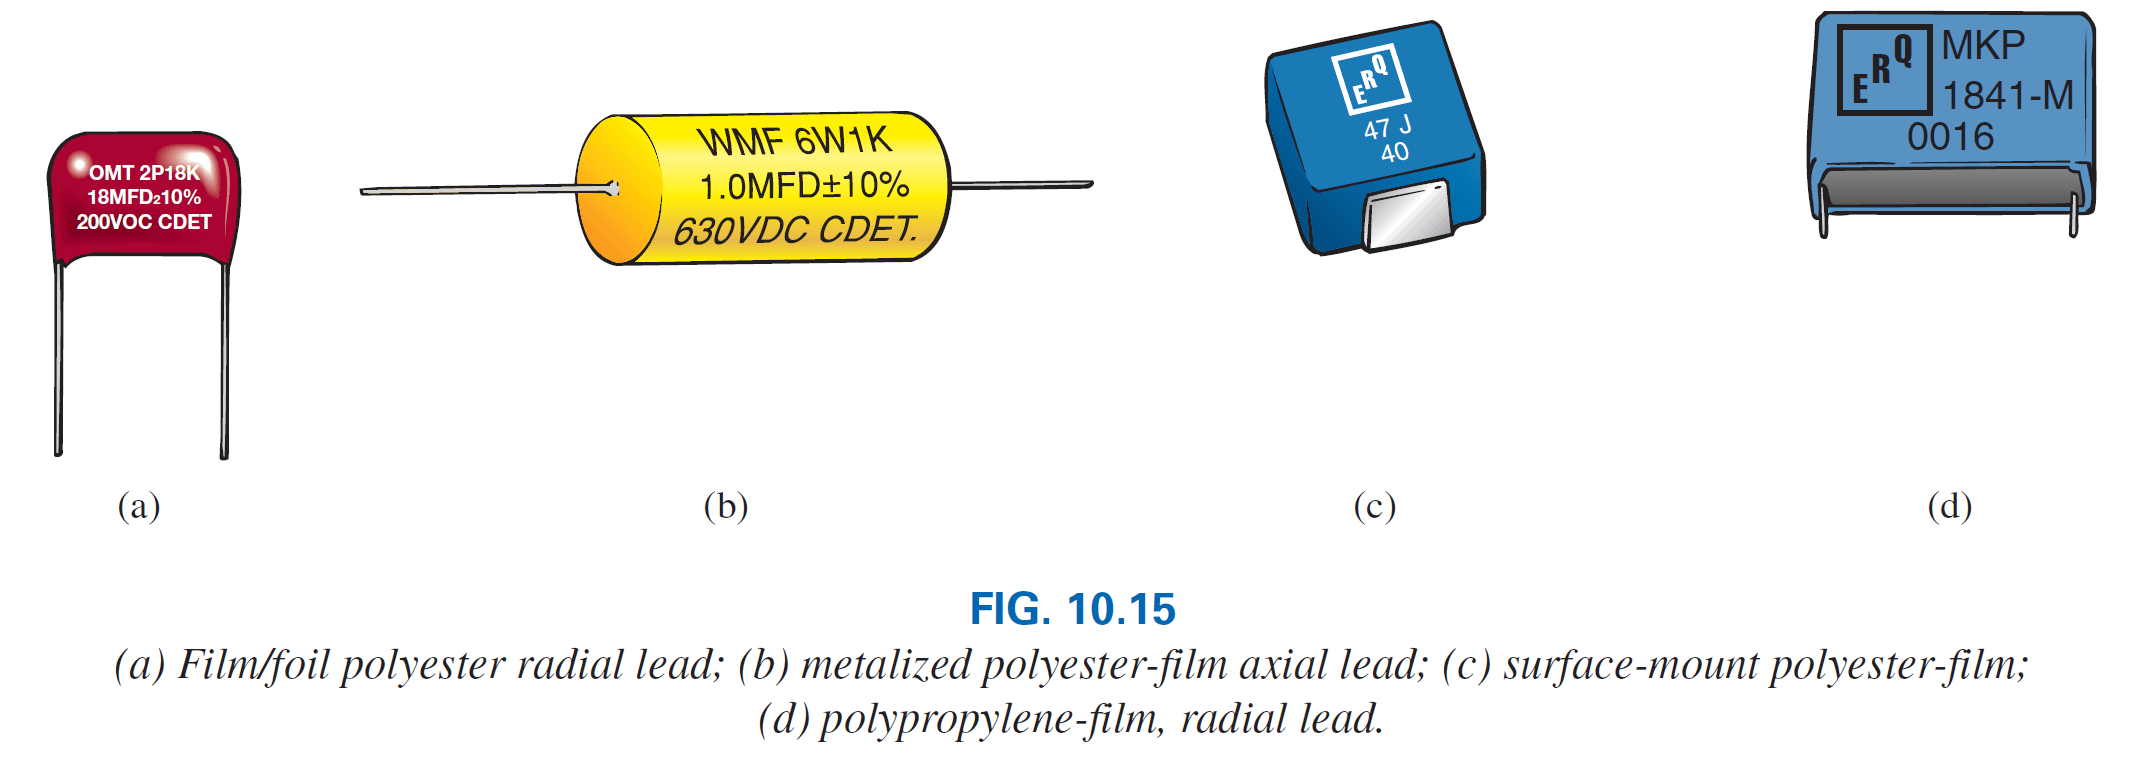 OMT 2P18K
18MFD±10%
200VOC CDET
WMF 6W1K
1.0MFD±10%
630VDC CDET.
ERQ
47 J
40
ERQ
MKP
1841-M
0016
(a)
(b)
(c)
(d)
FIG. 10.15
(a) Film/foil polyester radial lead; (b) metalized polyester-film axial lead; (c) surface-mount polyester-film;
(d) polypropylene-film, radial lead.